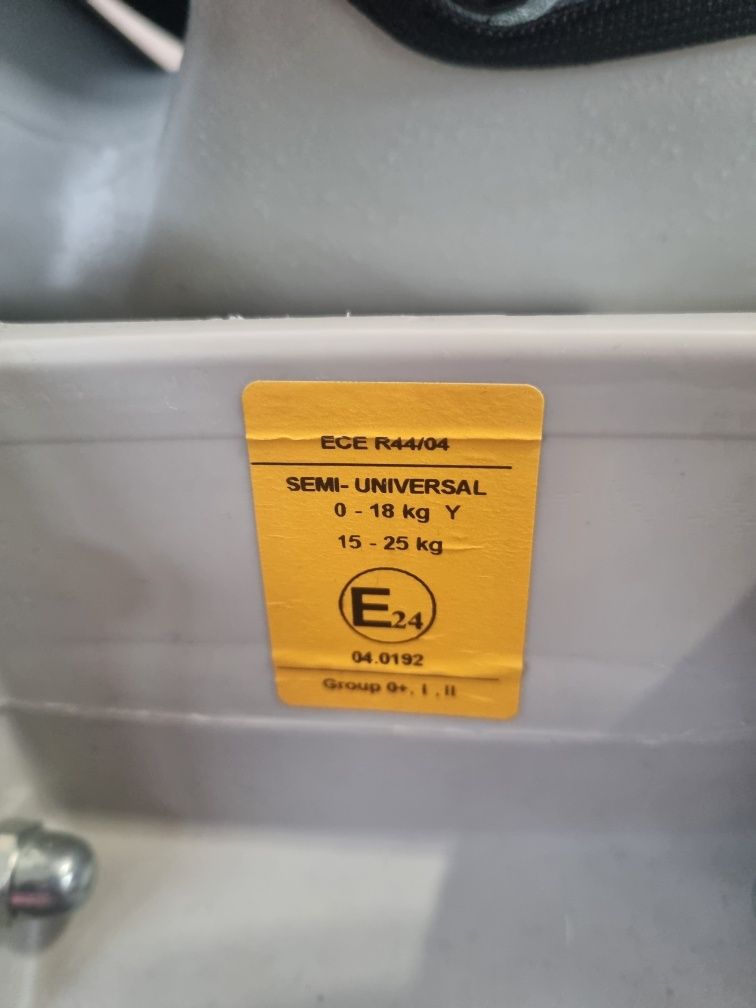 ECE R44/04
SEMI- UNIVERSAL
0 - 18 kg Y
15 - 25 kg
E24
04.0192
Group 0+, I , II